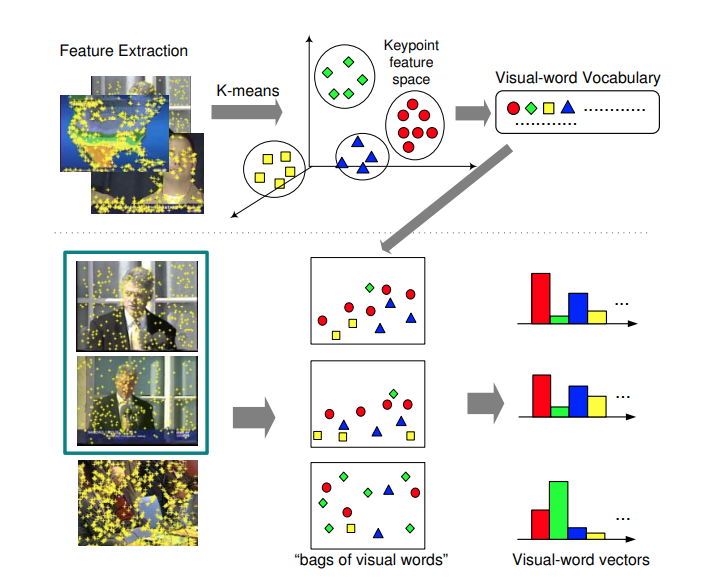 Feature Extraction
K-means
Keypoint
feature
space
Visual-word Vocabulary
............
............
...
...
...
“bags of visual words”
Visual-word vectors